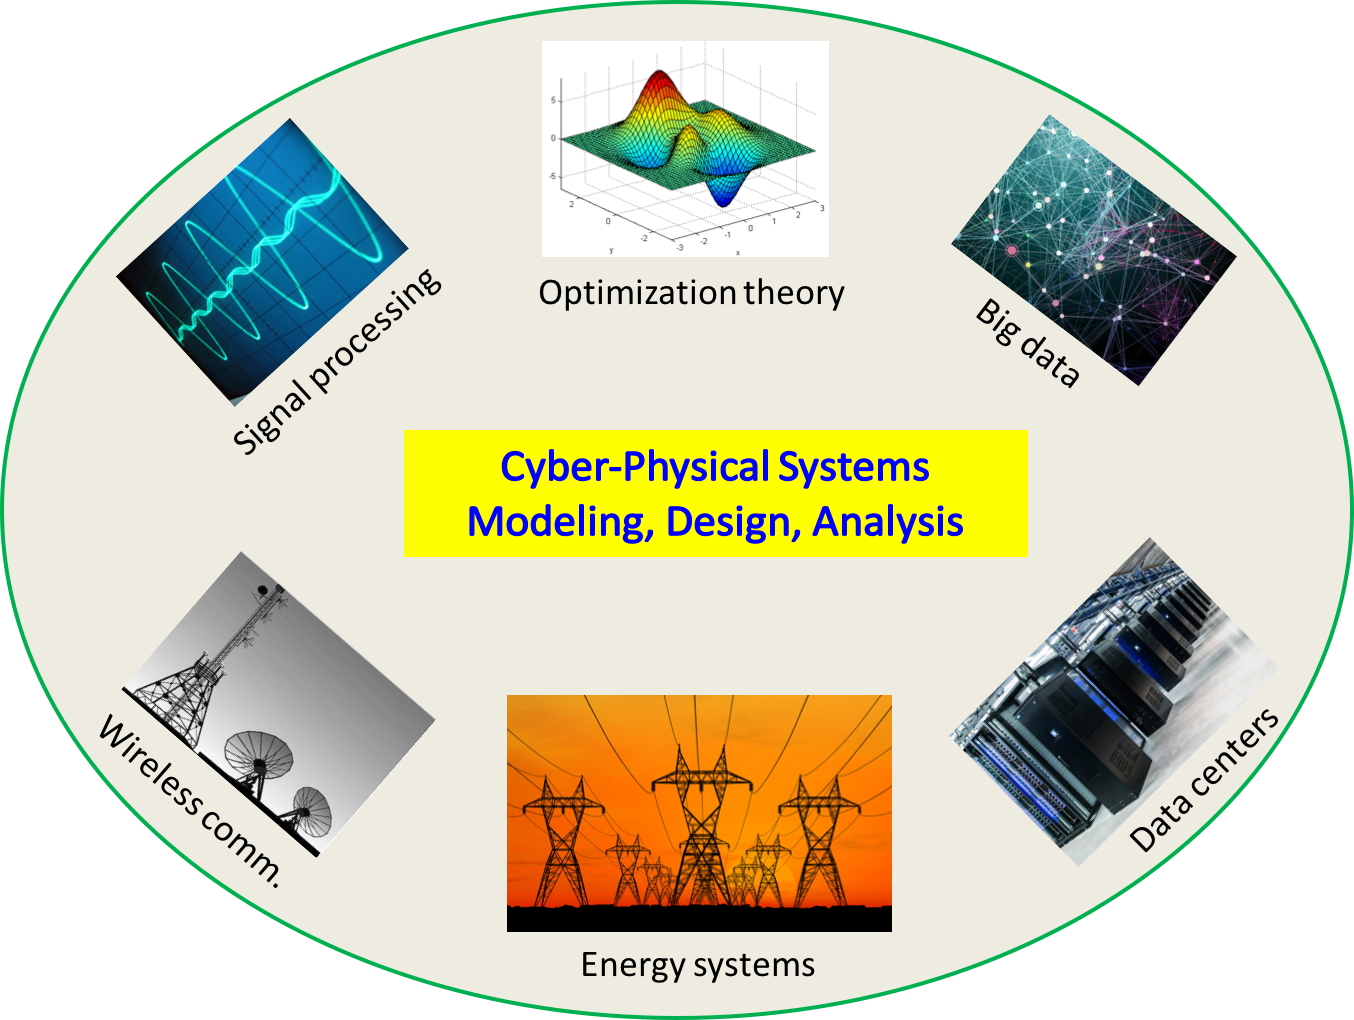 5
0
-5
2
0
-2
y
-3
-2
-1
0
1
2
3
x
Optimization theory
Signal processing
Big data
Cyber-Physical Systems
Modeling, Design, Analysis
Wireless comm.
Energy systems
Data centers